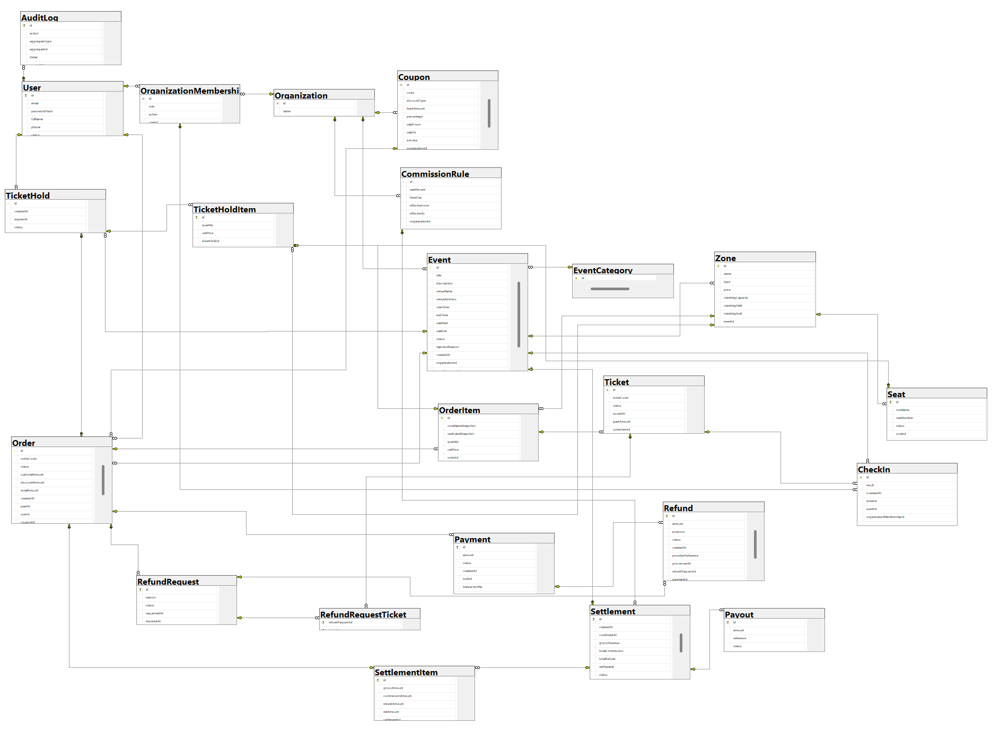 AuditLog
id
action
aggregateType
aggregateId
detail
User
id
email
passwordHash
fullName
phone
status
OrganizationMembershi
id
role
active
userId
Organization
id
name
Coupon
id
code
discountType
fixedAmount
percentage
validFrom
validTo
isActive
organizationId
CommissionRule
id
ratePercent
fixedFee
effectiveFrom
effectiveTo
organizationId
TicketHold
id
createdAt
expiresAt
status
TicketHoldItem
id
quantity
unitPrice
ticketHoldId
Event
id
title
description
venueName
venueAddress
startTime
endTime
saleStart
saleEnd
status
rejectionReason
createdAt
organizationId
EventCategory
id
Zone
id
name
type
price
standingCapacity
standingHeld
standingSold
eventId
Ticket
id
ticketCode
status
issuedAt
paidAmount
orderItemId
Seat
id
rowName
seatNumber
status
zoneId
OrderItem
id
zoneNameSnapshot
seatLabelSnapshot
quantity
unitPrice
orderId
Order
id
orderCode
status
subtotalAmount
discountAmount
totalAmount
createdAt
paidAt
userId
couponId
CheckIn
id
result
scannedAt
ticketId
eventId
organizationMembershipId
Refund
id
amount
purpose
status
createdAt
providerReference
processedAt
refundRequestId
paymentId
Payment
id
amount
status
createdAt
txnRef
transactionNo
RefundRequest
id
reason
status
requestedAt
decidedAt
RefundRequestTicket
refundRequestId
Settlement
id
createdAt
confirmedAt
grossRevenue
totalCommission
totalRefund
netPayable
status
Payout
id
amount
reference
status
SettlementItem
id
grossAmount
commissionAmount
refundAmount
netAmount
settlementId